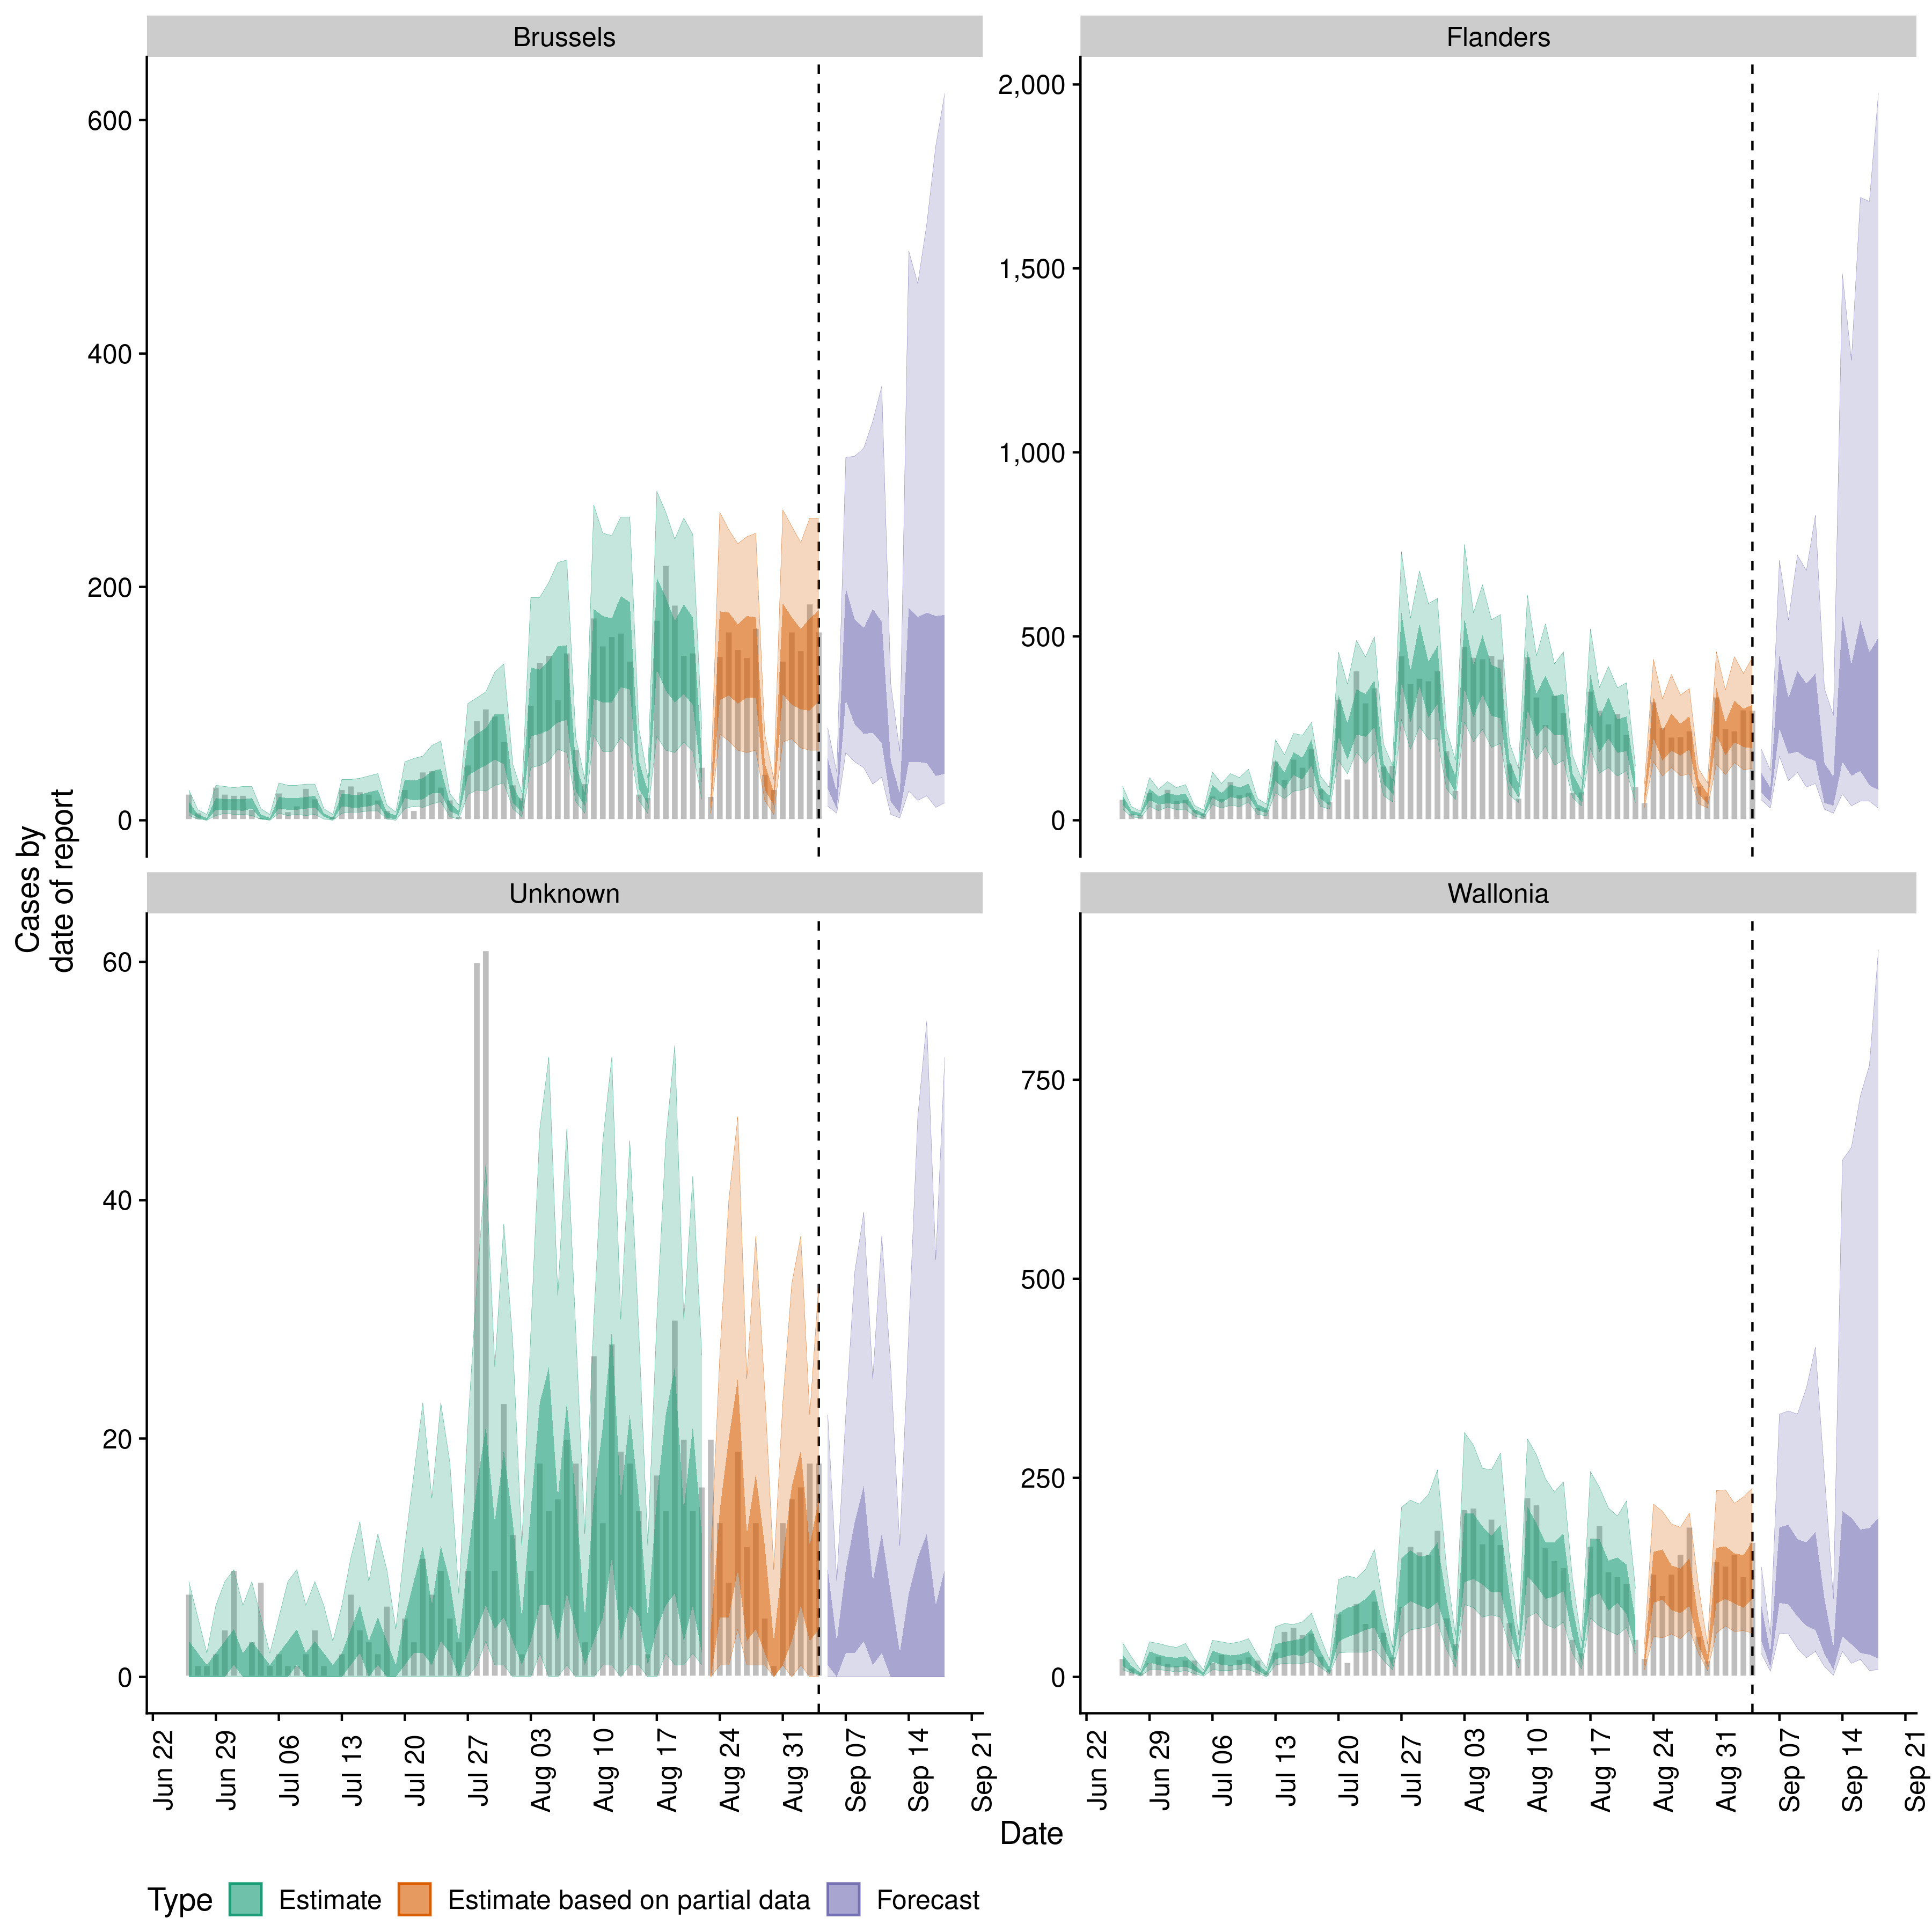 Brussels
Flanders
600
400
200
0
2,000
1,500
1,000
500
0
Cases by
date of report
Unknown
Wallonia
60
40
20
0
750
500
250
0
Jun 22
Jun 29
Jul 06
Jul 13
Jul 20
Jul 27
Aug 03
Aug 10
Aug 17
Aug 24
Aug 31
Sep 07
Sep 14
Sep 21
Jun 22
Jun 29
Jul 06
Jul 13
Jul 20
Jul 27
Aug 03
Aug 10
Aug 17
Aug 24
Aug 31
Sep 07
Sep 14
Sep 21
Date
Type Estimate Estimate based on partial data Forecast